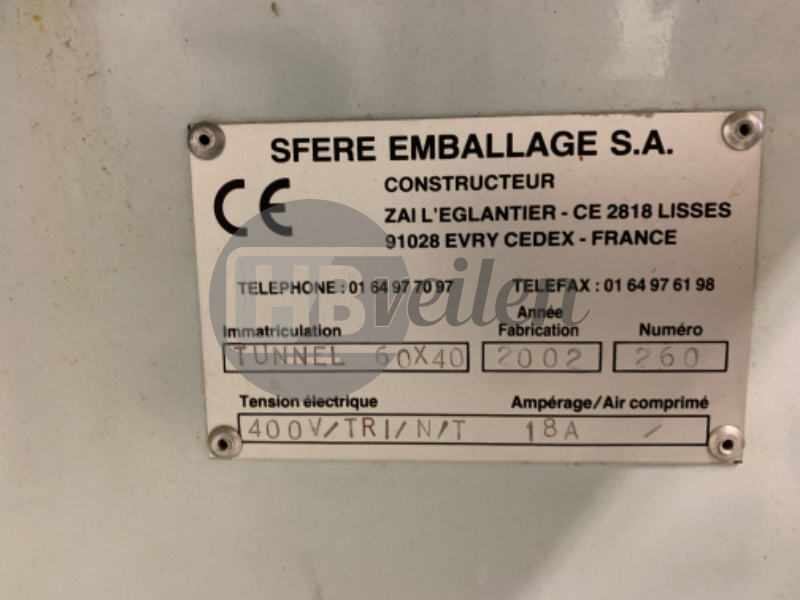 SFERE EMBALLAGE S.A.
CE
CONSTRUCTEUR
ZAI L'EGLANTIER - CE 2818 LISSES
91028 EVRY CEDEX - FRANCE
HBveilen
TELEPHONE : 01 64 97 70 97 TELEFAX : 01 64 97 61 98
Immatriculation Année Fabrication Numéro
TUNNEL 60X40 2002 260
Tension électrique Ampérage/Air comprimé
400V/TRI/N/T 18A /